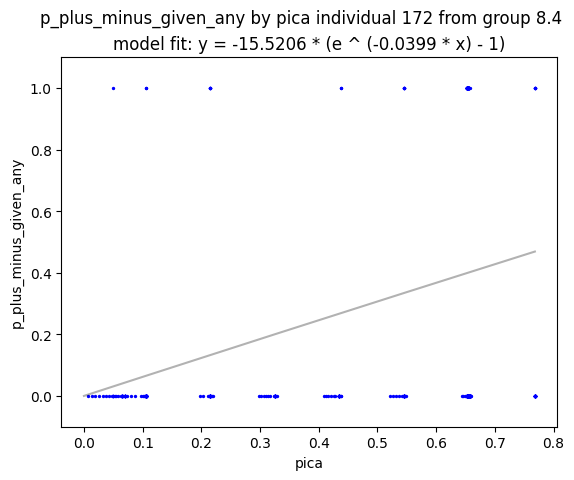 p_plus_minus_given_any by pica individual 172 from group 8.4
model fit: y = -15.5206 * (e ^ (-0.0399 * x) - 1)
p_plus_minus_given_any
1.0
0.8
0.6
0.4
0.2
0.0
0.0 0.1 0.2 0.3 0.4 0.5 0.6 0.7 0.8
pica